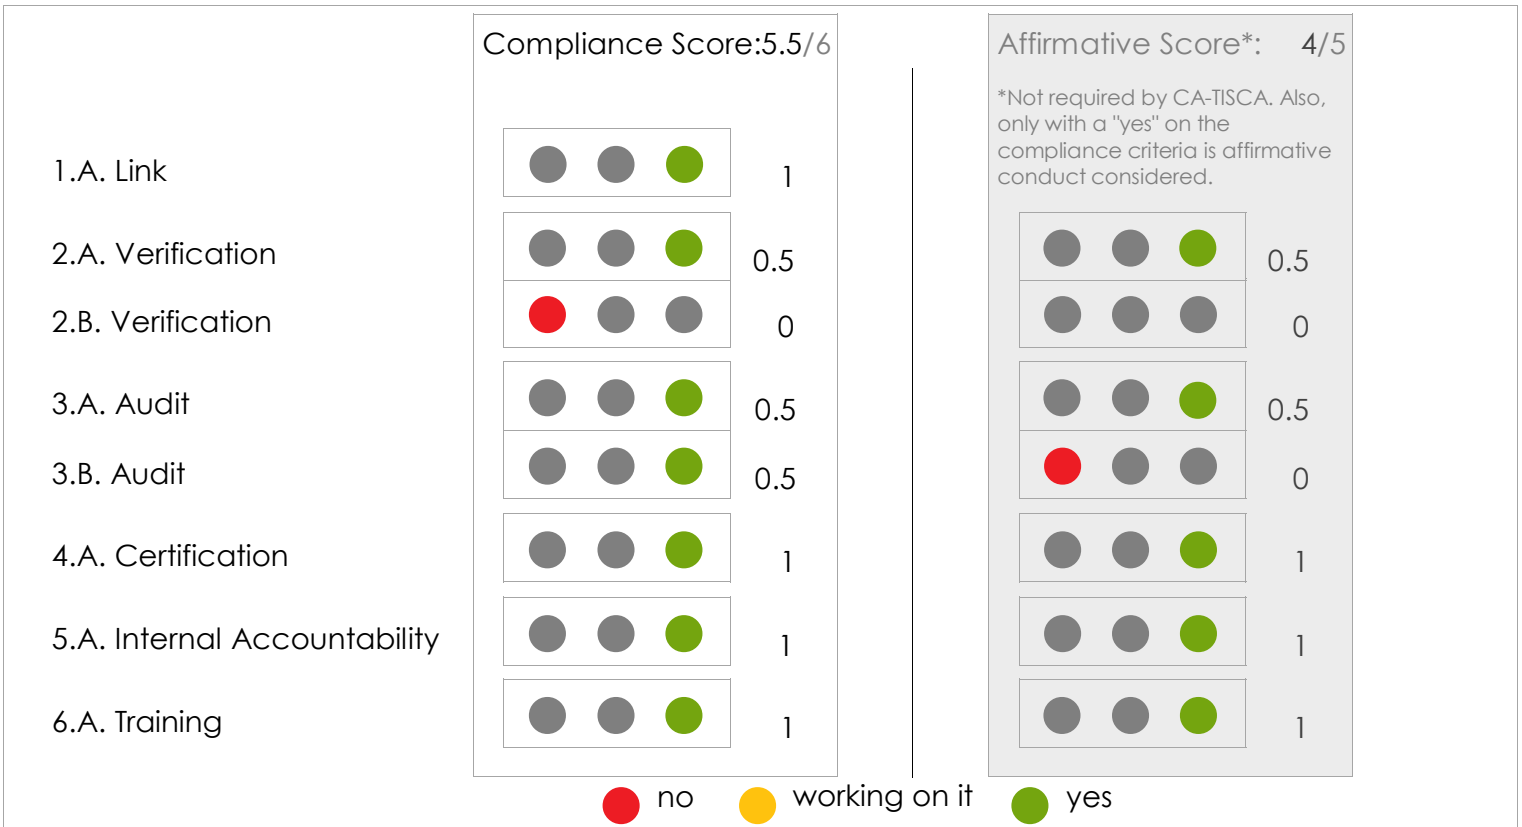 Compliance Score:5.5/6
Affirmative Score*: 4/5
*Not required by CA-TISCA. Also,
only with a "yes" on the
compliance criteria is affirmative
conduct considered.
1.A. Link 1
2.A. Verification 0.5 0.5
2.B. Verification 0 0
3.A. Audit 0.5 0.5
3.B. Audit 0.5 0
4.A. Certification 1 1
5.A. Internal Accountability 1 1
6.A. Training 1 1
no working on it yes